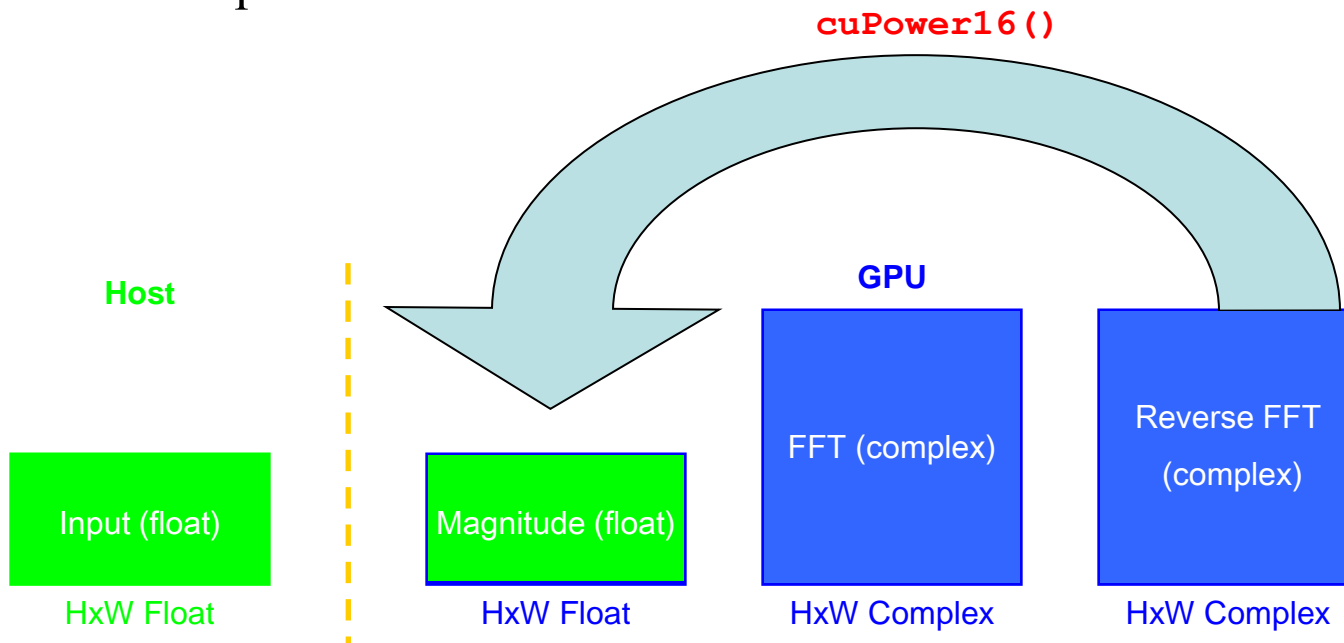 cuPower16()
Host
GPU
Input (float)
Magnitude (float)
FFT (complex)
Reverse FFT
(complex)
HxW Float
HxW Float
HxW Complex
HxW Complex